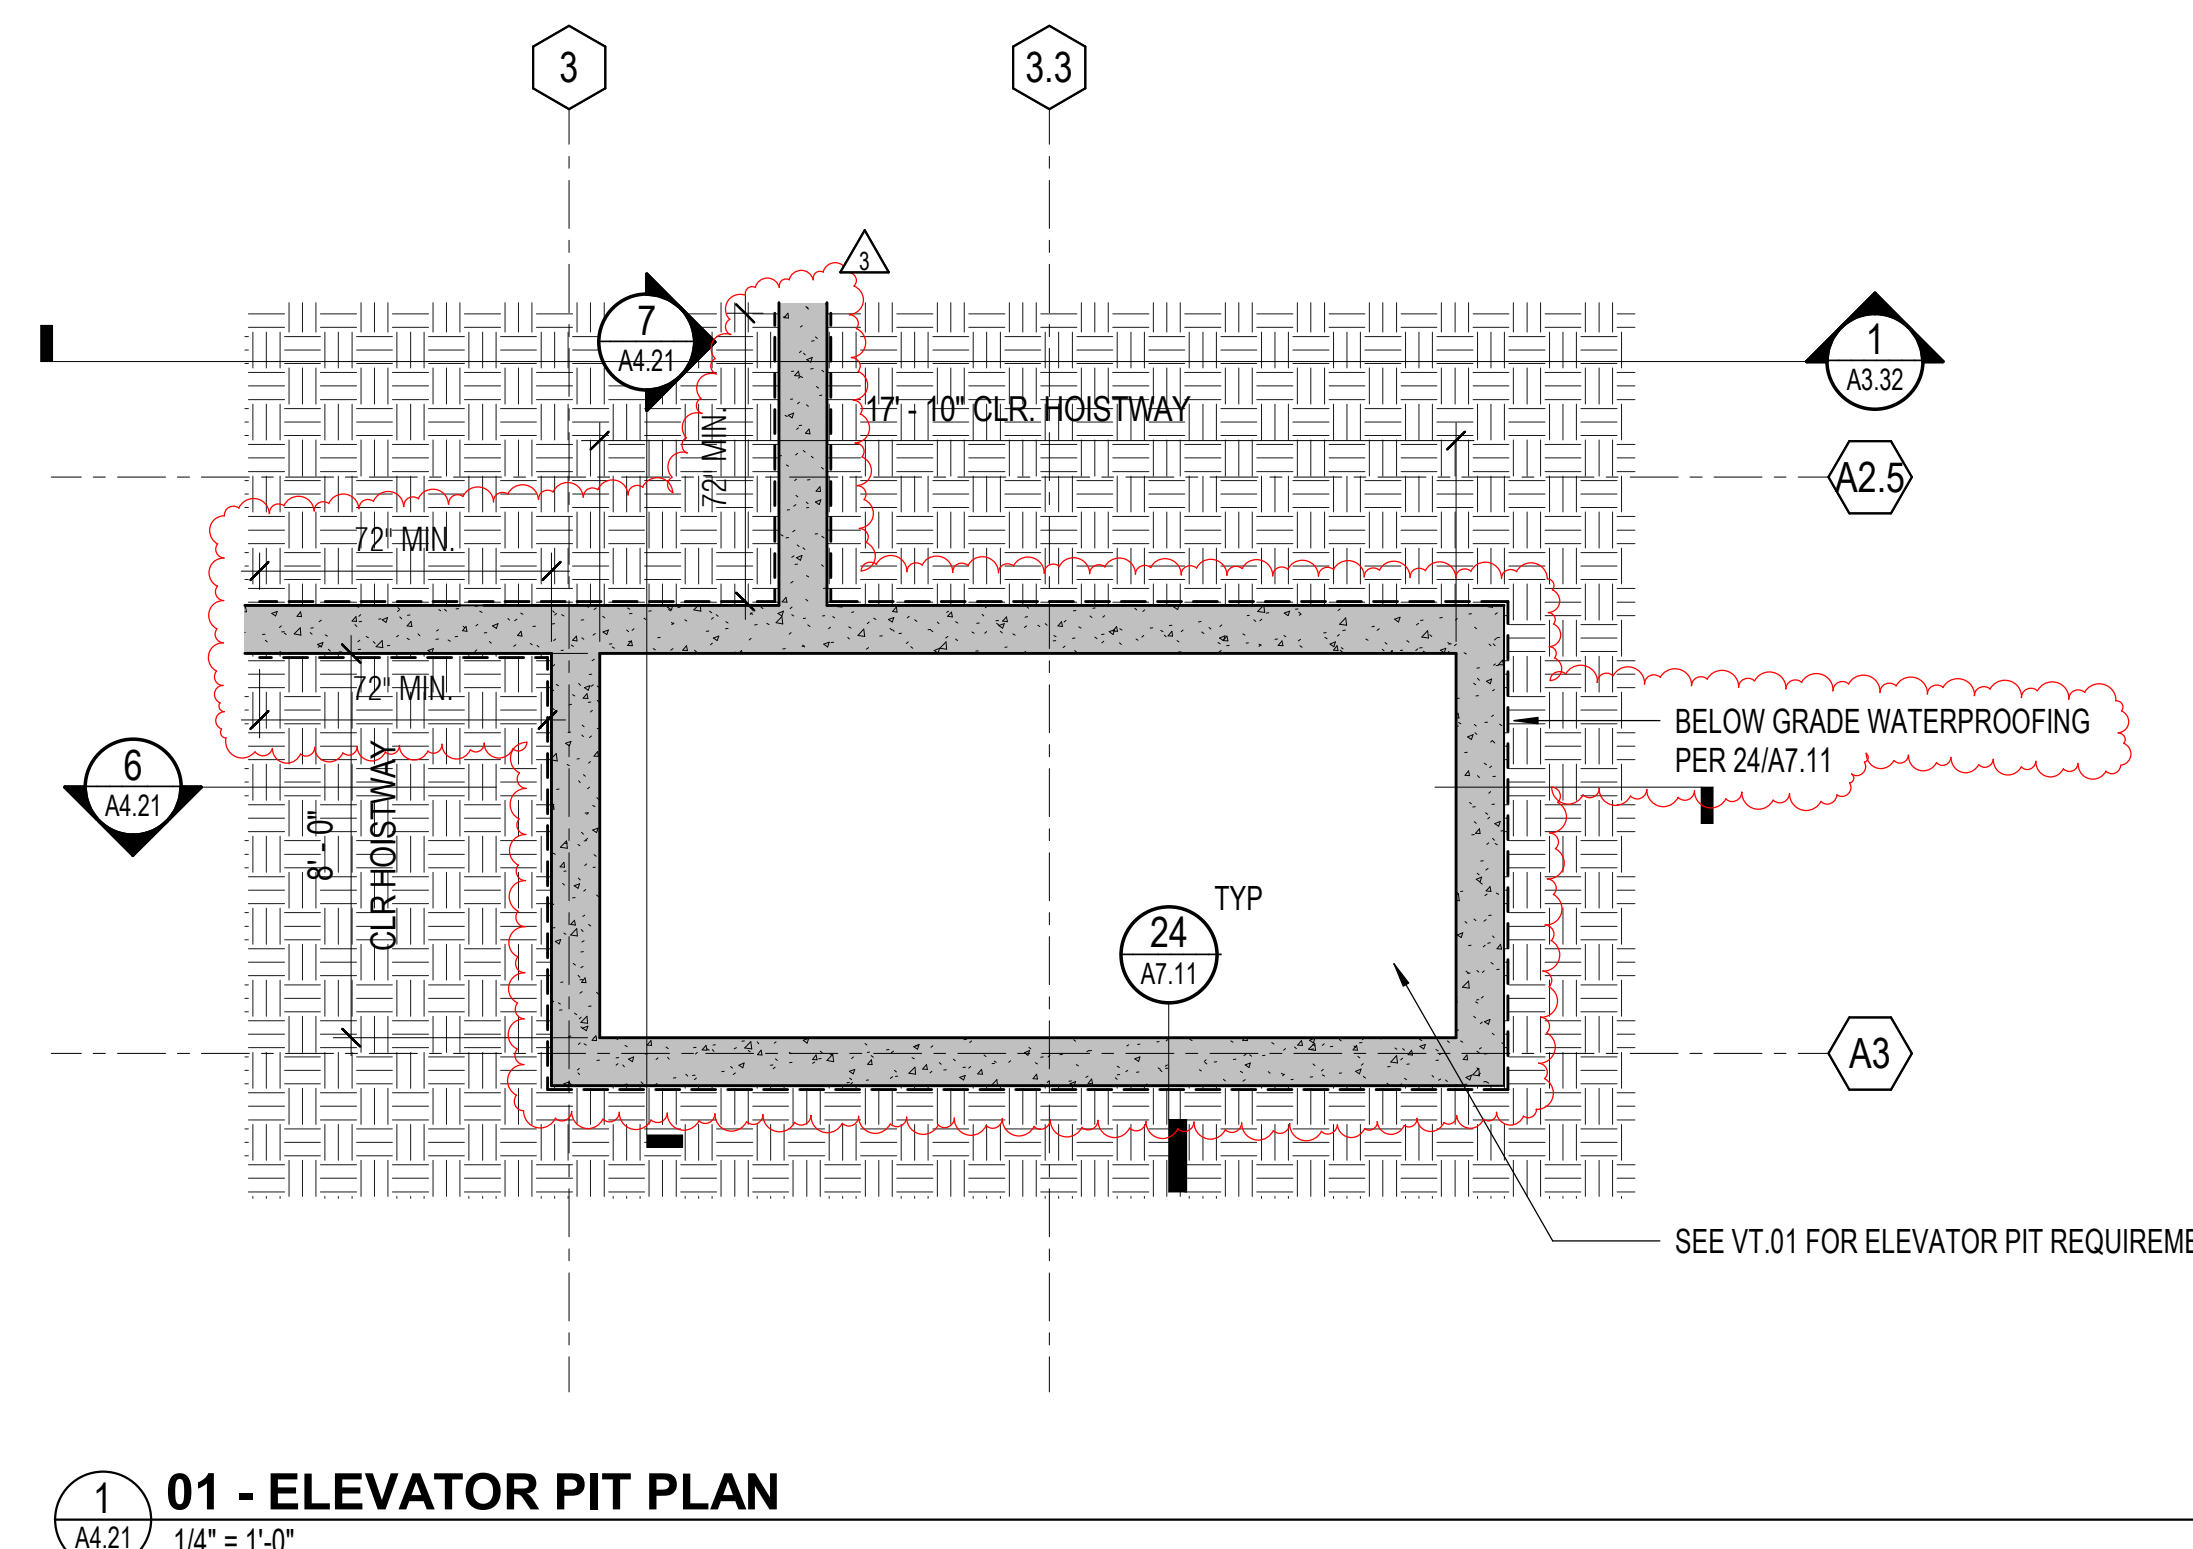 3
3.3
3
7
A4.21
1
A3.32
17' - 10" CLR. HOISTWAY
72" MIN.
A2.5
72" MIN.
72" MIN.
BELOW GRADE WATERPROOFING
PER 24/A7.11
6
A4.21
8' - 0"
CLR HOISTWAY
TYP
24
A7.11
A3
SEE VT.01 FOR ELEVATOR PIT
1
A4.21
01 - ELEVATOR PIT PLAN
1/4" = 1'-0"